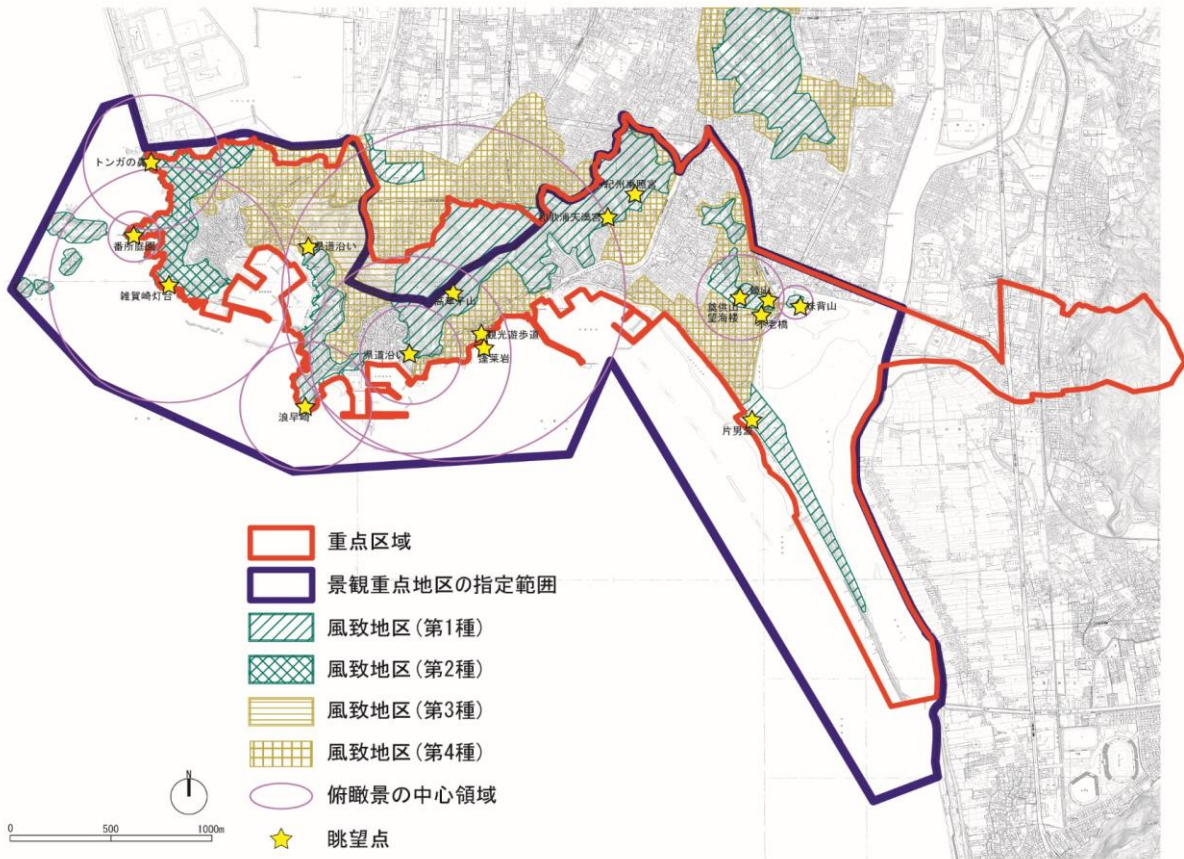 トンガの鼻
紀州東照宮
和歌浦天満宮
番所庭園
県道沿い
雑賀崎灯台
高津子山
鏡山
妹背山
奠供山
望海楼
不老橋
観光遊歩道
県道沿い
蓬莱岩
浪早崎
片男波
重点区域
景観重点地区の指定範囲
風致地区(第1種)
風致地区(第2種)
風致地区(第3種)
風致地区(第4種)
俯瞰景の中心領域
眺望点
N
0 500 1000m